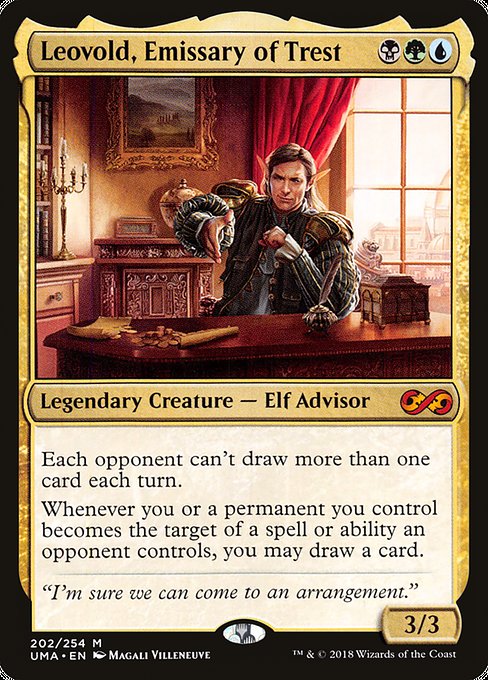 Leovold, Emissary of Trest
Legendary Creature — Elf Advisor
Each opponent can't draw more than one
card each turn.
Whenever you or a permanent you control
becomes the target of a spell or ability an
opponent controls, you may draw a card.
"I'm sure we can come to an arrangement."
3/3
202/254 M
UMA • EN Magali Villeneuve
™ & © 2018 Wizards of the Coast